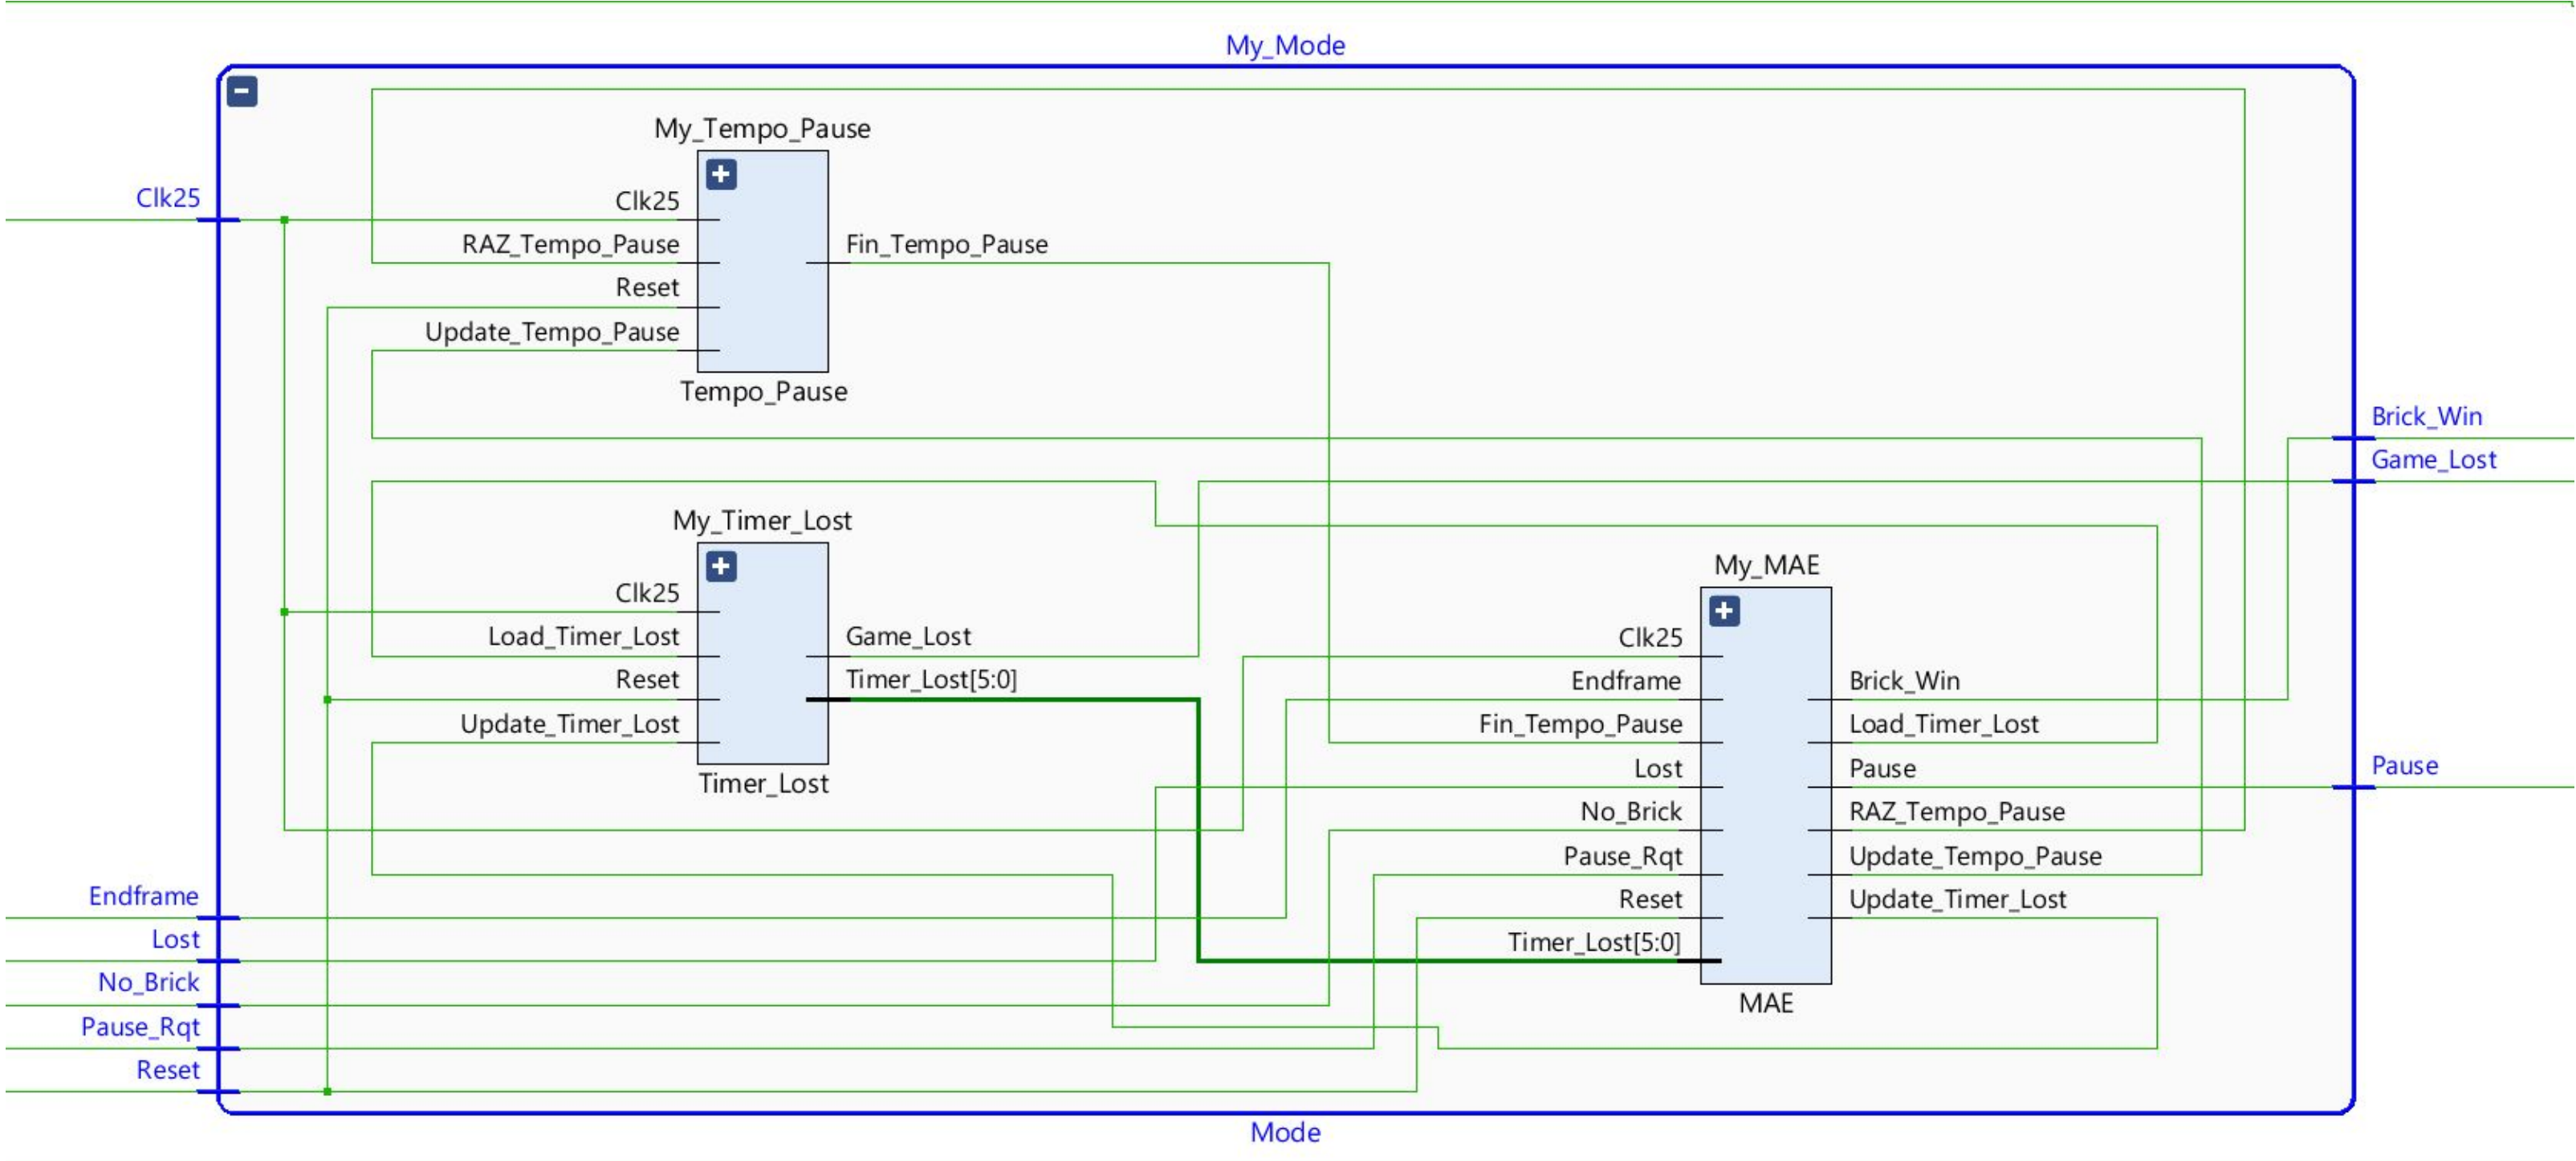 My_Mode
My_Tempo_Pause
Clk25
Clk25
RAZ_Tempo_Pause
Fin_Tempo_Pause
Reset
Update_Tempo_Pause
Tempo_Pause
Brick_Win
Game_Lost
My_Timer_Lost
My_MAE
Clk25
Load_Timer_Lost
Game_Lost
Reset
Timer_Lost[5:0]
Update_Timer_Lost
Timer_Lost
Clk25
Endframe
Brick_Win
Fin_Tempo_Pause
Load_Timer_Lost
Lost
Pause
Pause
No_Brick
RAZ_Tempo_Pause
Pause_Rqt
Update_Tempo_Pause
Reset
Update_Timer_Lost
Timer_Lost[5:0]
MAE
Endframe
Lost
No_Brick
Pause_Rqt
Reset
Mode